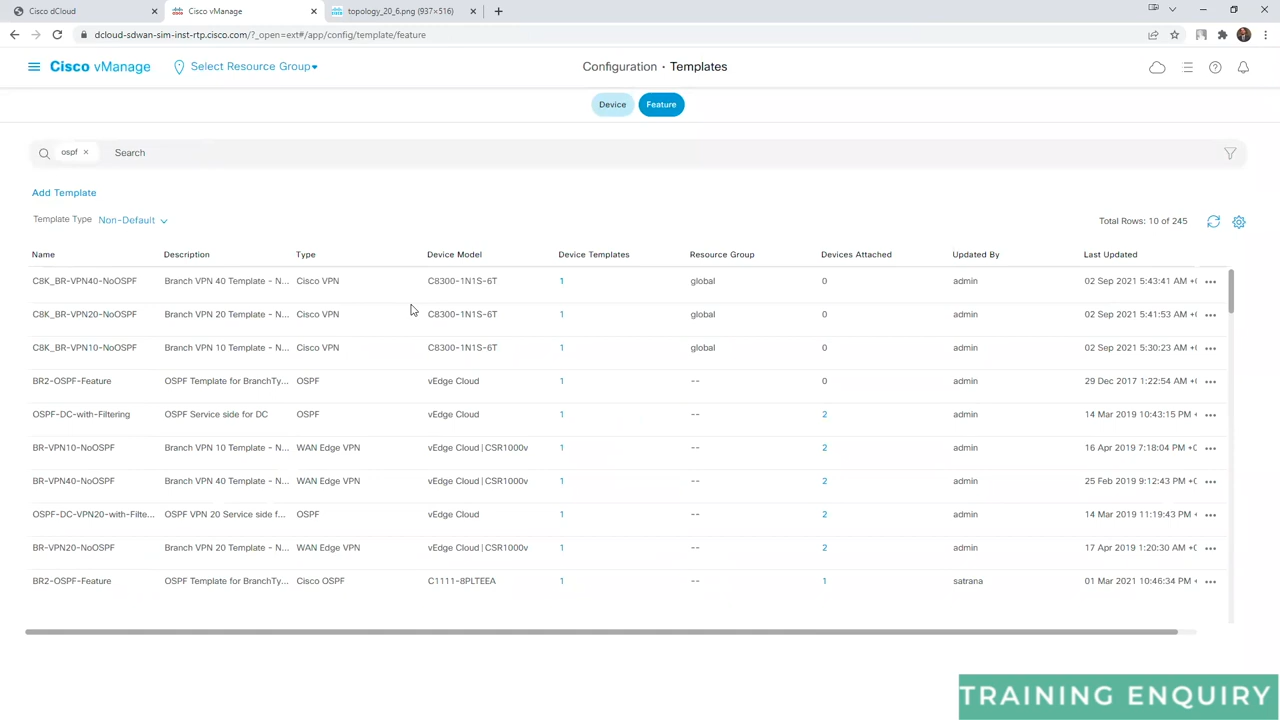 Cisco dCloud
Cisco vManage
topology_20_6.png (937×516)
dcloud-sdwan-sim-inst-rtp.cisco.com/?_open=ext#/app/config/template/feature
Cisco vManage
Select Resource Group
Configuration · Templates
Device
Feature
ospf
Search
Add Template
Template Type Non-Default
Total Rows: 10 of 245
Name Description Type Device Model Device Templates Resource Group Devices Attached Updated By Last Updated
C8K_BR-VPN40-NoOSPF Branch VPN 40 Template - N... Cisco VPN C8300-1N1S-6T 1 global 0 admin 02 Sep 2021 5:43:41 AM +(
C8K_BR-VPN20-NoOSPF Branch VPN 20 Template - N... Cisco VPN C8300-1N1S-6T 1 global 0 admin 02 Sep 2021 5:41:53 AM +(
C8K_BR-VPN10-NoOSPF Branch VPN 10 Template - N... Cisco VPN C8300-1N1S-6T 1 global 0 admin 02 Sep 2021 5:30:23 AM +(
BR2-OSPF-Feature OSPF Template for BranchTy... OSPF vEdge Cloud 1 -- 0 admin 29 Dec 2017 1:22:54 AM +(
OSPF-DC-with-Filtering OSPF Service side for DC OSPF vEdge Cloud 1 -- 2 admin 14 Mar 2019 10:43:15 PM +
BR-VPN10-NoOSPF Branch VPN 10 Template - N... WAN Edge VPN vEdge Cloud | CSR1000v 1 -- 2 admin 16 Apr 2019 7:18:04 PM +(
BR-VPN40-NoOSPF Branch VPN 40 Template - N... WAN Edge VPN vEdge Cloud | CSR1000v 1 -- 2 admin 25 Feb 2019 9:12:43 PM +(
OSPF-DC-VPN20-with-Filte... OSPF VPN 20 Service side f... OSPF vEdge Cloud 1 -- 2 admin 14 Mar 2019 11:19:43 PM +
BR-VPN20-NoOSPF Branch VPN 20 Template - N... WAN Edge VPN vEdge Cloud | CSR1000v 1 -- 2 admin 17 Apr 2019 1:20:30 AM +(
BR2-OSPF-Feature OSPF Template for BranchTy... Cisco OSPF C1111-8PLTEEA 1 -- 1 satrana 01 Mar 2021 10:46:34 PM +
TRAINING ENQUIRY